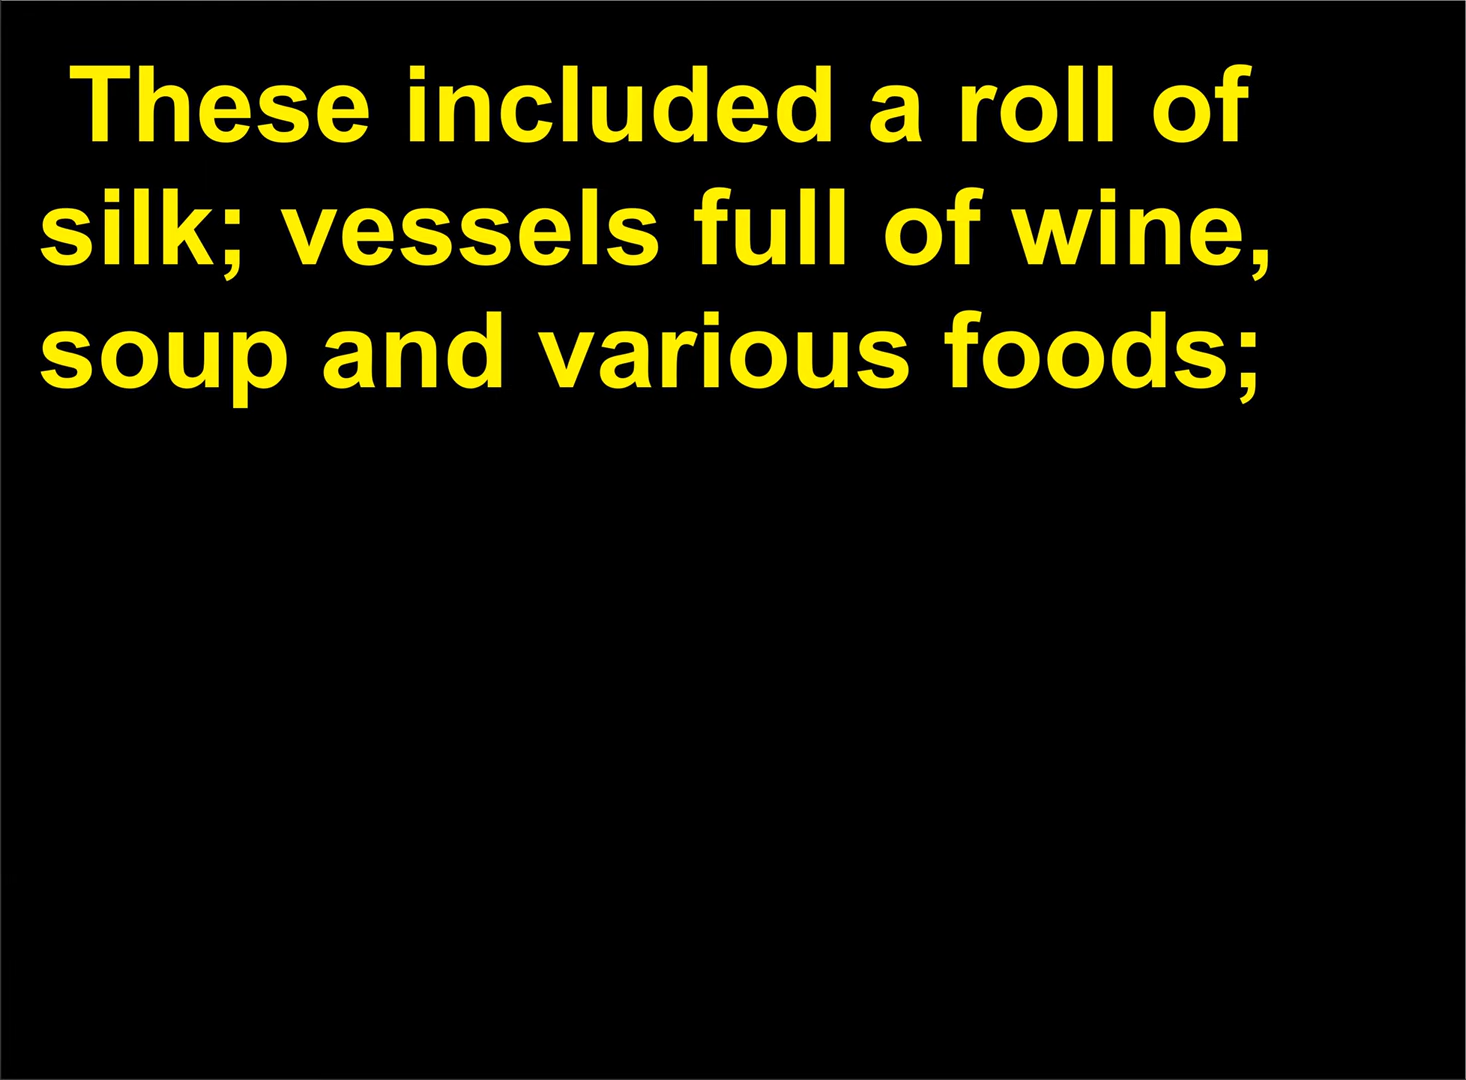 These included a roll of
silk; vessels full of wine,
soup and various foods;